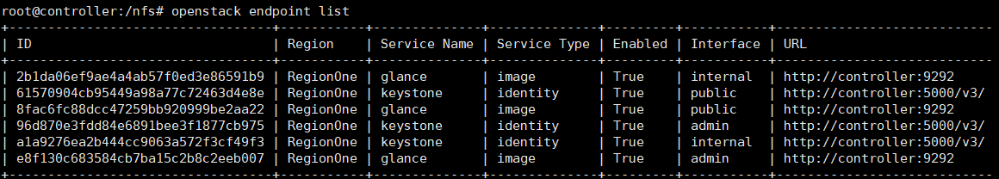 root@controller:/nfs# openstack endpoint list
+----------------------------------+-----------+--------------+--------------+---------+-----------+----------------------------
| ID                               | Region    | Service Name | Service Type | Enabled | Interface | URL
+----------------------------------+-----------+--------------+--------------+---------+-----------+----------------------------
| 2b1da06ef9ae4a4ab57f0ed3e86591b9 | RegionOne | glance       | image        | True    | internal  | http://controller:9292
| 61570904cb95449a98a77c72463d4e8e | RegionOne | keystone     | identity     | True    | public    | http://controller:5000/v3/
| 8fac6fc88dcc47259bb920999be2aa22 | RegionOne | glance       | image        | True    | public    | http://controller:9292
| 96d870e3fdd84e6891bee3f1877cb975 | RegionOne | keystone     | identity     | True    | admin     | http://controller:5000/v3/
| a1a9276ea2b444cc9063a572f3cf49f3 | RegionOne | keystone     | identity     | True    | internal  | http://controller:5000/v3/
| e8f130c683584cb7ba15c2b8c2eeb007 | RegionOne | glance       | image        | True    | admin     | http://controller:9292
+----------------------------------+-----------+--------------+--------------+---------+-----------+----------------------------